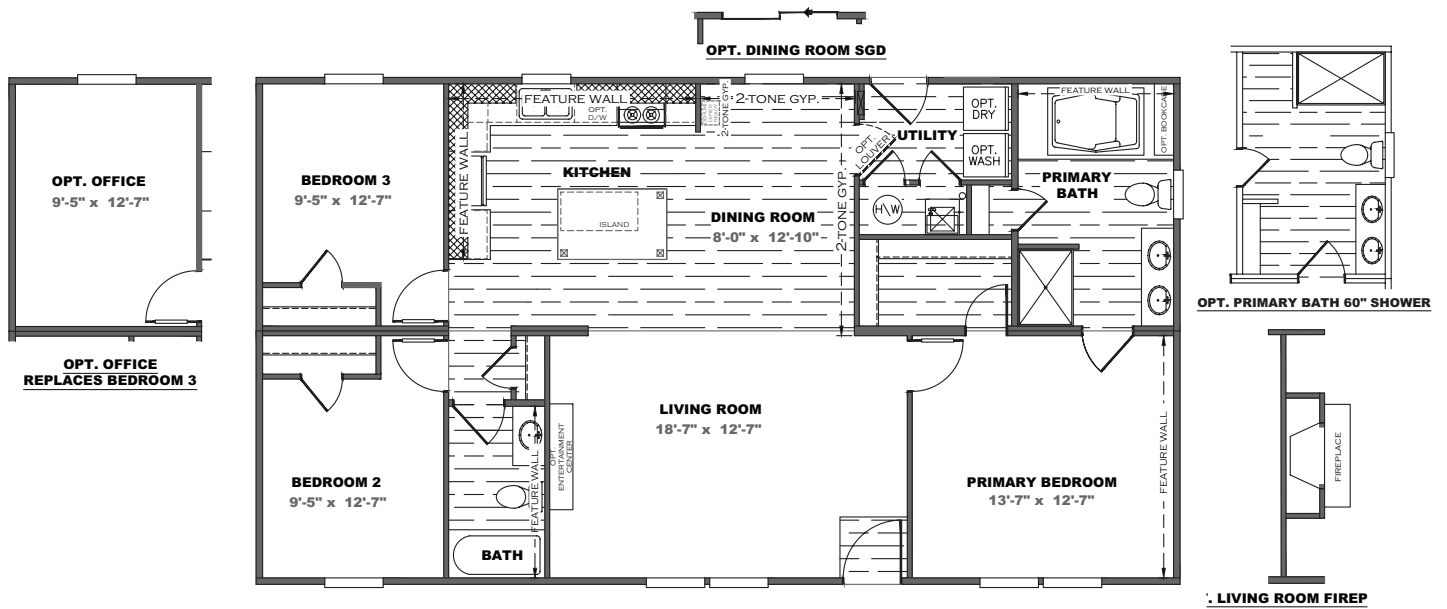 OPT. DINING ROOM SGD
OPT. OFFICE
9'-5" x 12'-7"
OPT. OFFICE
REPLACES BEDROOM 3
BEDROOM 3
9'-5" x 12'-7"
FEATURE WALL
OPT.
D/W
FEATURE WALL
KITCHEN
ISLAND
2-TONE GYP.
2-TONE GYP.
DINING ROOM
8'-0" x 12'-10"
2-TONE GYP.
OPT.
LOUVER
UTILITY
OPT.
DRY
OPT.
WASH
H/W
FEATURE WALL
OPT. BOOKCASE
PRIMARY
BATH
OPT. PRIMARY BATH 60" SHOWER
BEDROOM 2
9'-5" x 12'-7"
FEATURE WALL
BATH
OPT.
ENTERTAINMENT
CENTER
LIVING ROOM
18'-7" x 12'-7"
PRIMARY BEDROOM
13'-7" x 12'-7"
FEATURE WALL
FIREPLACE
. LIVING ROOM FIREP